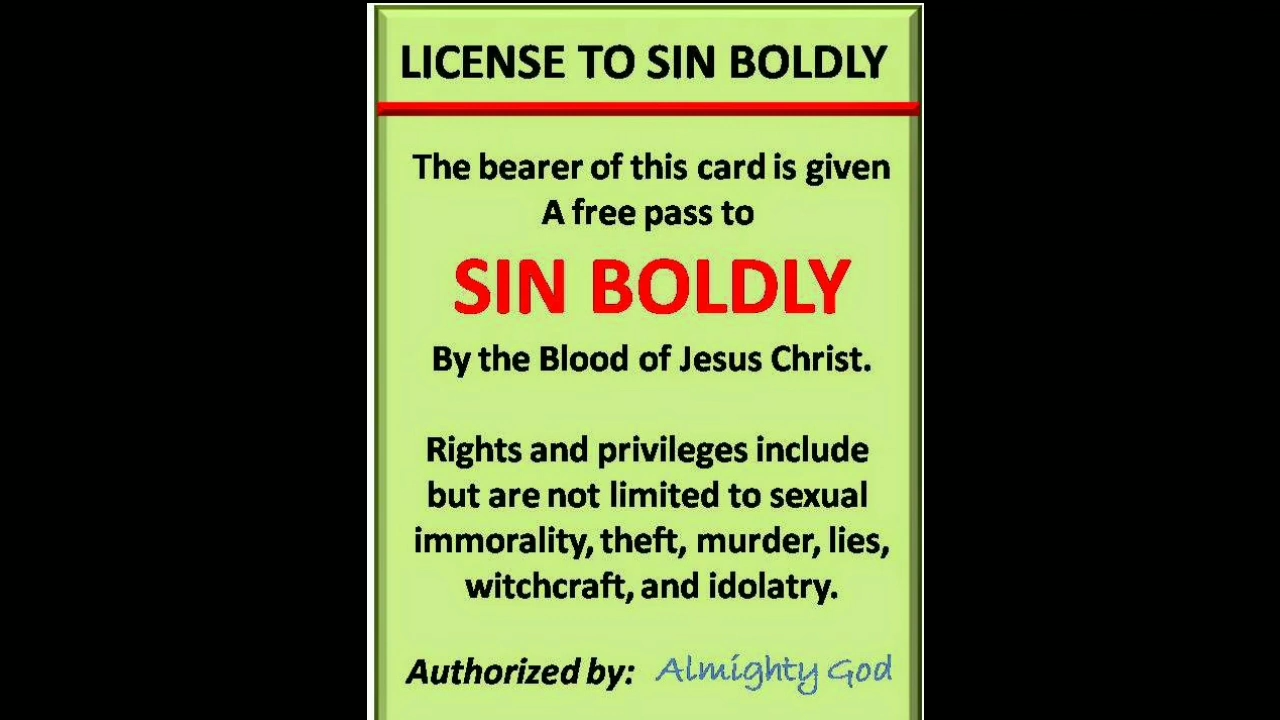 LICENSE TO SIN BOLDLY
The bearer of this card is given
A free pass to
SIN BOLDLY
By the Blood of Jesus Christ.
Rights and privileges include
but are not limited to sexual
immorality, theft, murder, lies,
witchcraft, and idolatry.
Authorized by: Almighty God